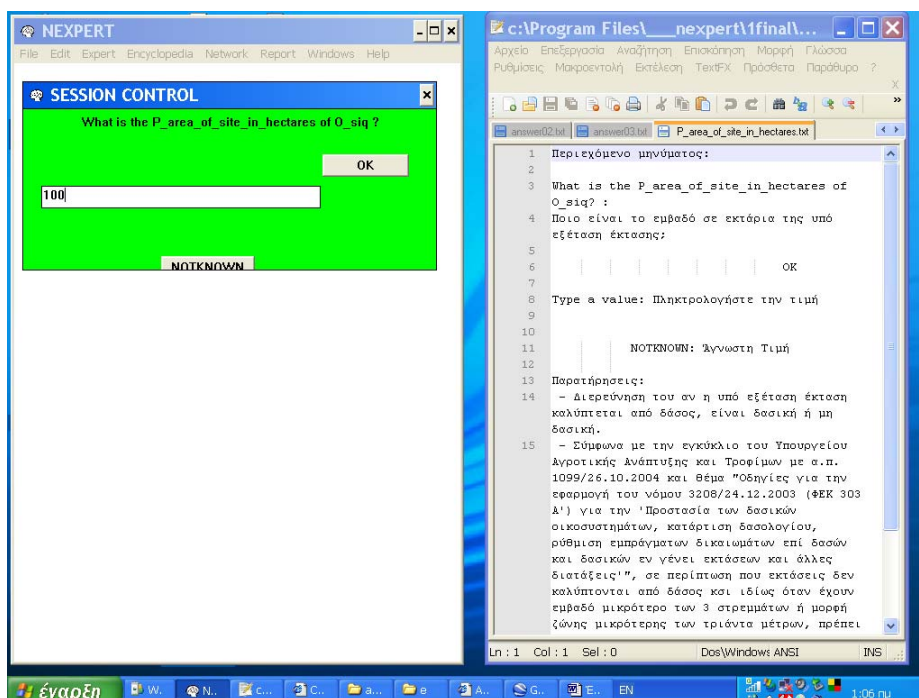 NEXPERT
File Edit Expert Encyclopedia Network Report Windows Help
SESSION CONTROL
What is the P_area_of_site_in_hectares of O_siq ?
OK
100
NOTKNOWN
c:\Program Files\___nexpert\1final\...
Αρχείο Επεξεργασία Αναζήτηση Επισκόπηση Μορφή Γλώσσα
Ρυθμίσεις Μακροεντολή Εκτέλεση TextFX Πρόσθετα Παράθυρο ?
X
answer02.txt answer03.txt P_area_of_site_in_hectares.txt
1 Περιεχόμενο μηνύματος:
2
3 What is the P_area_of_site_in_hectares of
O_siq? :
4 Ποιο είναι το εμβαδό σε εκτάρια της υπό
εξέταση έκτασης;
5
6 OK
7
8 Type a value: Πληκτρολογήστε την τιμή
9
10
11 NOTKNOWN: Άγνωστη Τιμή
12
13 Παρατήρησεις:
14 - Διερεύνηση του αν η υπό εξέταση έκταση
καλύπτεται από δάσος, είναι δασική ή μη
δασική.
15 - Σύμφωνα με την εγκύκλιο του Υπουργείου
Αγροτικής Ανάπτυξης και Τροφίμων με α.π.
1099/26.10.2004 και θέμα "Οδηγίες για την
εφαρμογή του νόμου 3208/24.12.2003 (ΦΕΚ 303
Α') για την 'Προστασία των δασικών
οικοσυστημάτων, κατάρτιση δασολογίου,
ρύθμιση εμπράγματων δικαιωμάτων επί δασών
και δασικών εν γένει εκτάσεων και άλλες
διατάξεις'", σε περίπτωση που εκτάσεις δεν
καλύπτονται από δάσος κσι ιδίως όταν έχουν
εμβαδό μικρότερο των 3 στρεμμάτων ή μορφή
ζώνης μικρότερης των τριάντα μέτρων, πρέπει
Ln : 1 Col : 1 Sel : 0 Dos\Windows ANSI INS
έναρξη W. N.. C... C.. a... e A.. G.. E.. EN 1:06 πμ